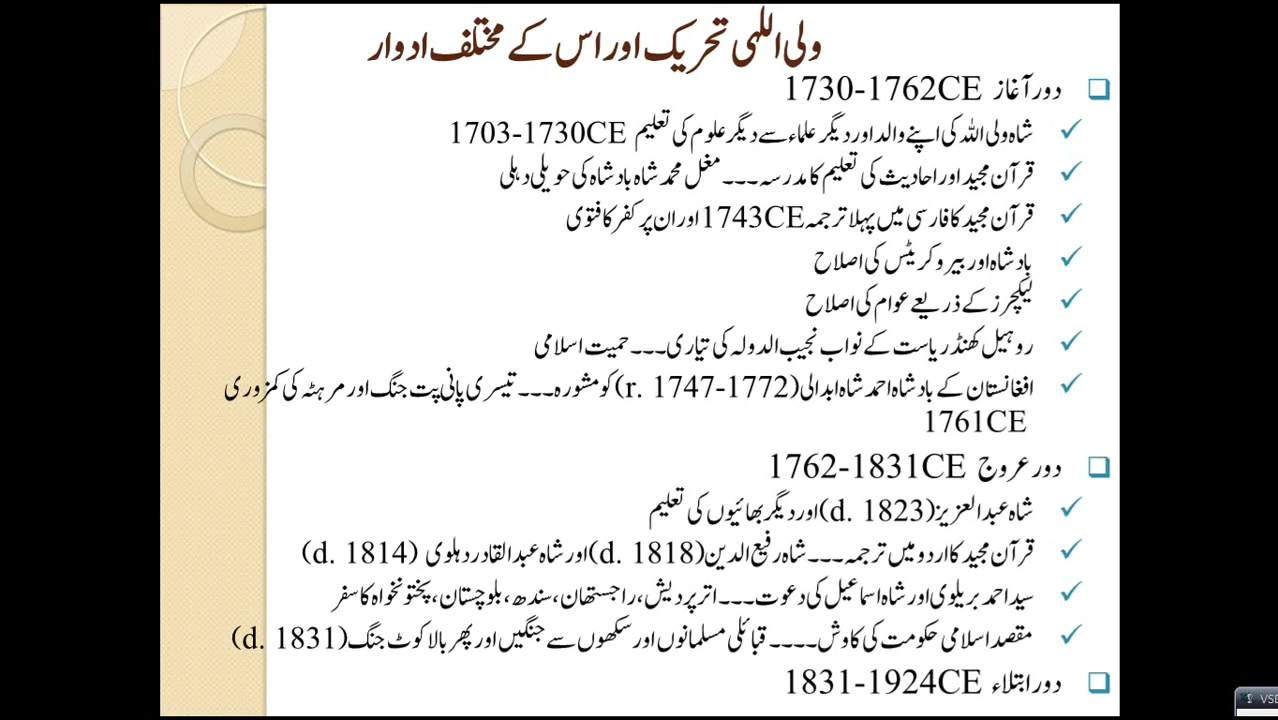 ولی اللہی تحریک اور اس کے مختلف ادوار
دور آغاز 1730-1762CE
شاہ ولی اللہ کی اپنے والد اور دیگر علماء سے دیگر علوم کی تعلیم 1703-1730CE
قرآن مجید اور احادیث کی تعلیم کا مدرسہ۔۔۔ مغل محمد شاہ بادشاہ کی حویلی دہلی
قرآن مجید کا فارسی میں پہلا ترجمہ 1743CE اور ان پر کفر کا فتوی
بادشاہ اور بیروکریٹس کی اصلاح
لیکچرز کے ذریعے عوام کی اصلاح
روہیل کھنڈ ریاست کے نواب نجیب الدولہ کی تیاری۔۔۔ حمیت اسلامی
افغانستان کے بادشاہ احمد شاہ ابدالی (r. 1747-1772) کو مشورہ۔۔۔ تیسری پانی پت جنگ اور مرہٹہ کی کمزوری
1761CE
دور عروج 1762-1831CE
شاہ عبدالعزیز (d. 1823) اور دیگر بھائیوں کی تعلیم
قرآن مجید کا اردو میں ترجمہ۔۔۔ شاہ رفیع الدین (d. 1818) اور شاہ عبدالقادر دہلوی (d. 1814)
سید احمد بریلوی اور شاہ اسماعیل کی دعوت۔۔۔ اتر پردیش، راجستھان، سندھ، بلوچستان، پختونخواہ کا سفر
مقصد اسلامی حکومت کی کاوش۔۔۔۔ قبائلی مسلمانوں اور سکھوں سے جنگیں اور پھر بالا کوٹ جنگ (d. 1831)
دور ابتلاء 1831-1924CE